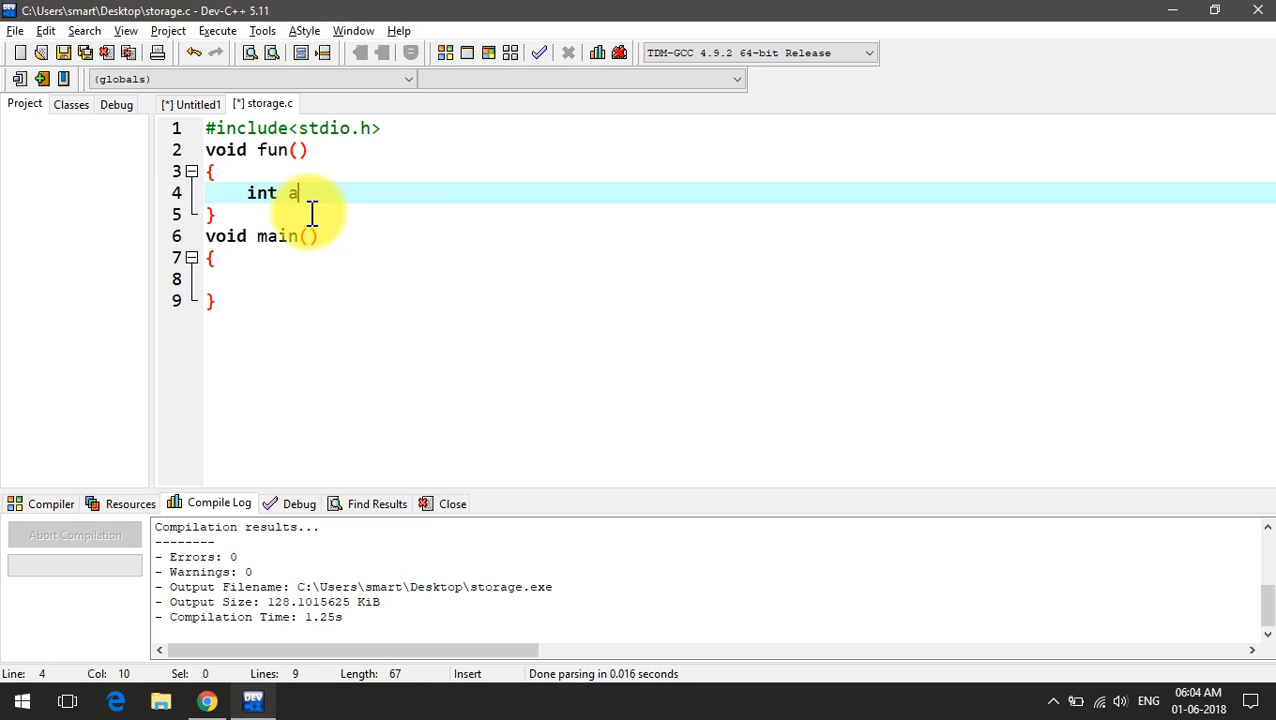 C:\Users\smart\Desktop\storage.c - Dev-C++ 5.11
File Edit Search View Project Execute Tools AStyle Window Help
TDM-GCC 4.9.2 64-bit Release
(globals)
Project Classes Debug [*] Untitled1 [*] storage.c
1 #include<stdio.h>
2 void fun()
3 {
4 int a
5 }
6 void main()
7 {
8
9 }
Compiler Resources Compile Log Debug Find Results Close
Abort Compilation
Compilation results...
--------
- Errors: 0
- Warnings: 0
- Output Filename: C:\Users\smart\Desktop\storage.exe
- Output Size: 128.1015625 KiB
- Compilation Time: 1.25s
Line: 4 Col: 10 Sel: 0 Lines: 9 Length: 67 Insert Done parsing in 0.016 seconds
DEV
ENG
06:04 AM
01-06-2018